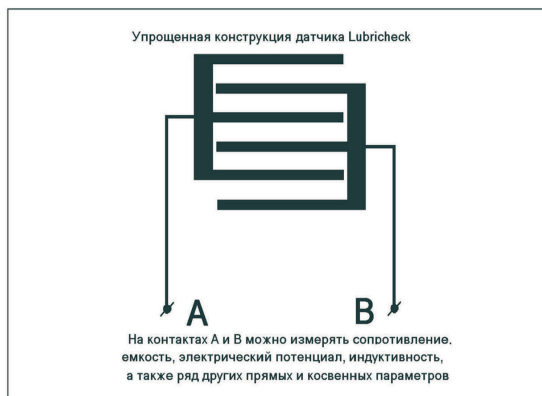 Упрощенная конструкция датчика Lubricheck
A
B
На контактах А и В можно измерять сопротивление.
емкость, электрический потенциал, индуктивность,
а также ряд других прямых и косвенных параметров